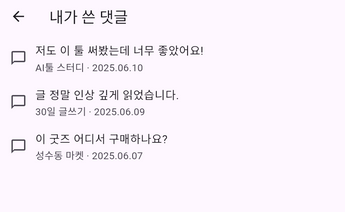 내가 쓴 댓글
저도 이 툴 써봤는데 너무 좋았어요!
AI툴 스터디 · 2025.06.10
글 정말 인상 깊게 읽었습니다.
30일 글쓰기 · 2025.06.09
이 굿즈 어디서 구매하나요?
성수동 마켓 · 2025.06.07